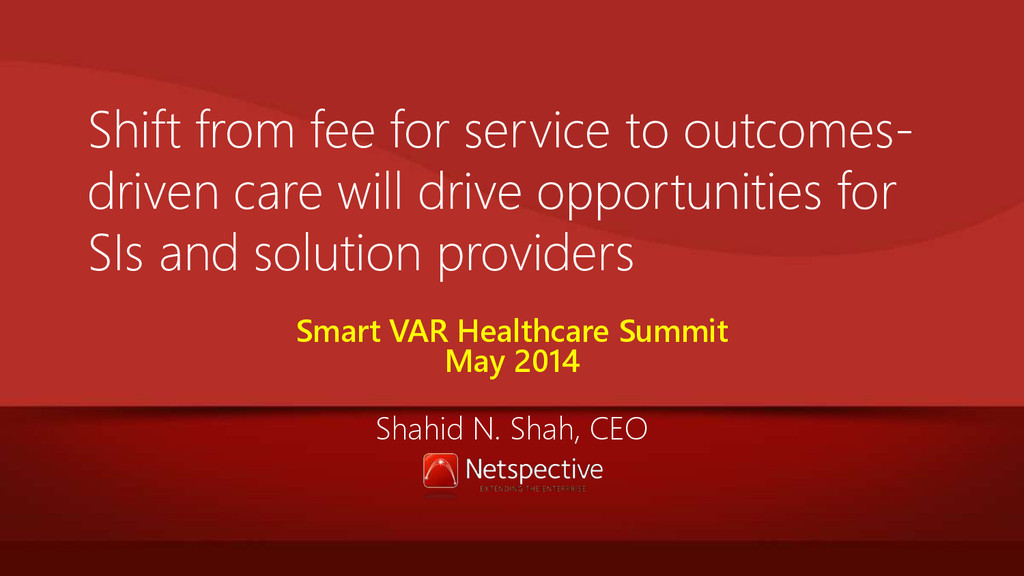 Shift from fee for service to outcomes-
driven care will drive opportunities for
SIs and solution providers
Smart VAR Healthcare Summit
May 2014
Shahid N. Shah, CEO
Netspective
EXTENDING THE ENTERPRISE